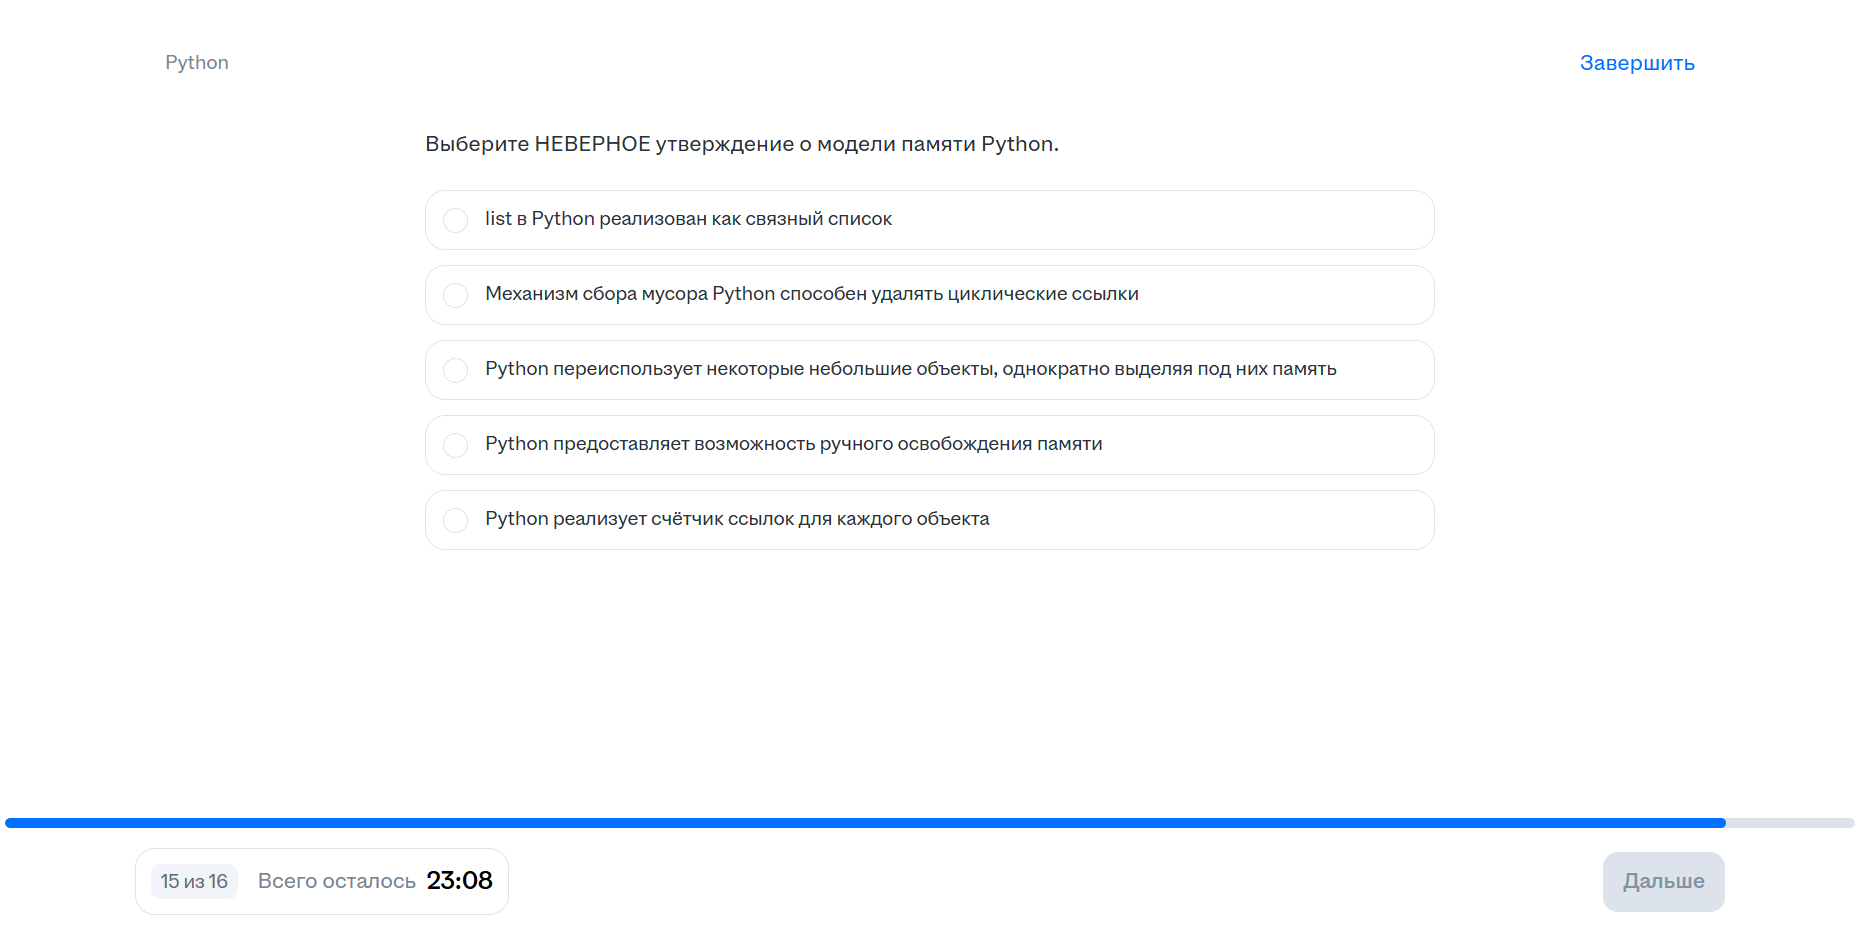 Python
Завершить
Выберите НЕВЕРНОЕ утверждение о модели памяти Python.
list в Python реализован как связный список
Механизм сбора мусора Python способен удалять циклические ссылки
Python переиспользует некоторые небольшие объекты, однократно выделяя под них память
Python предоставляет возможность ручного освобождения памяти
Python реализует счётчик ссылок для каждого объекта
15 из 16
Всего осталось 23:08
Дальше